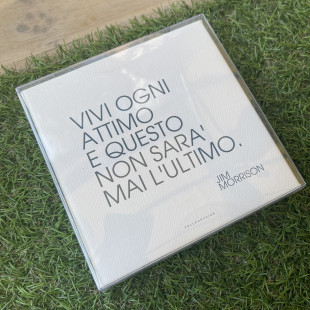 VIVI OGNI
ATTIMO
E QUESTO
NON SARA'
MAI L'ULTIMO.
JIM
MORRISON